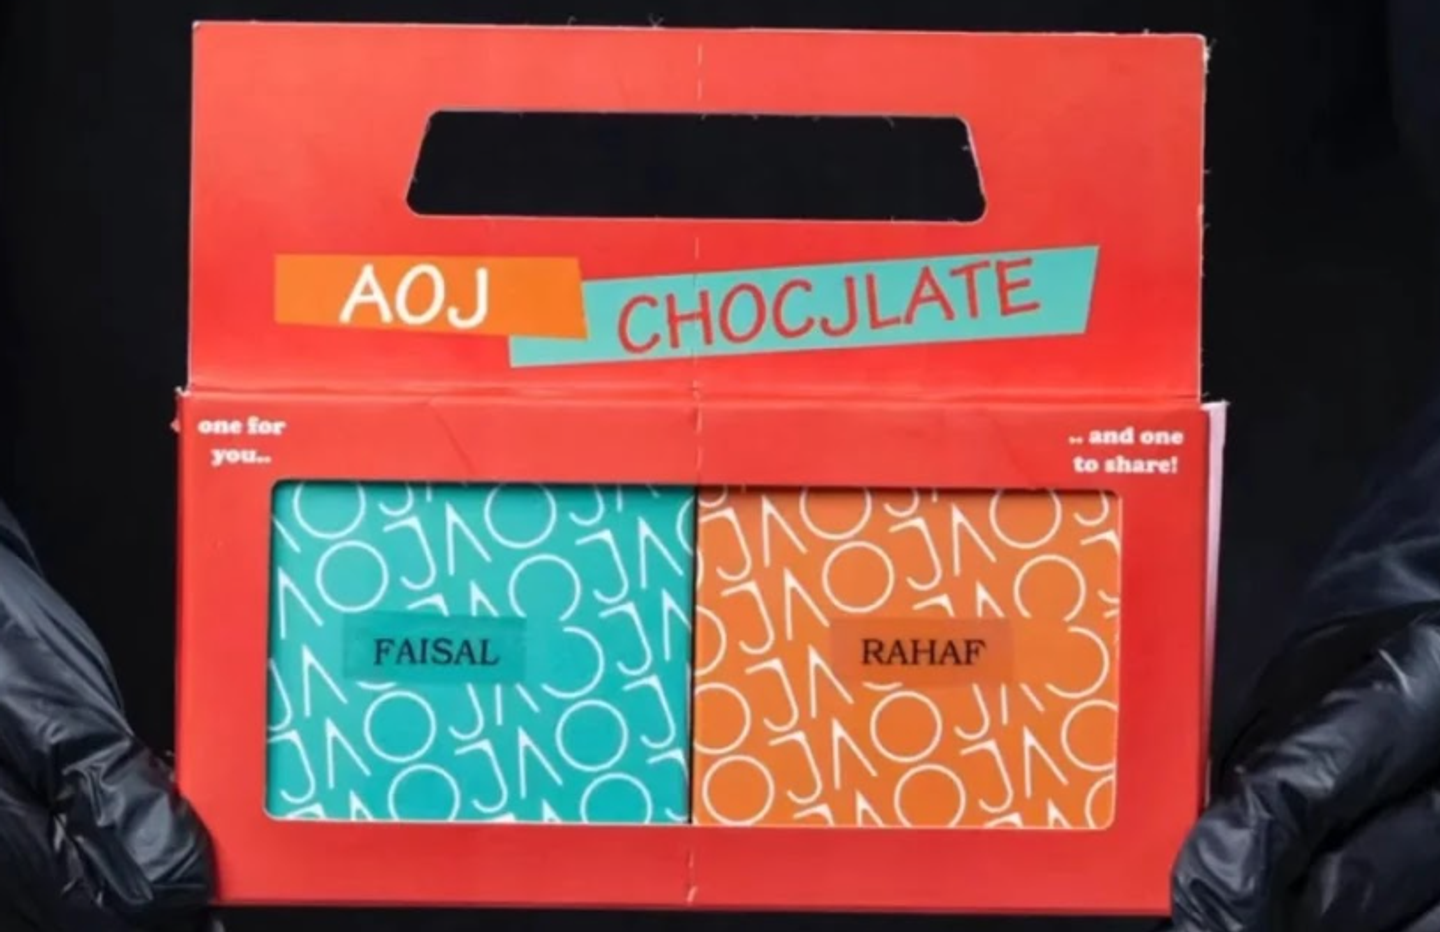 AOJ
CHOCJLATE
one for
you..
.. and one
to share!
FAISAL
RAHAF